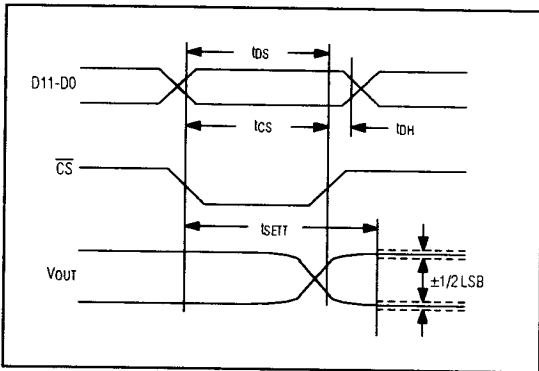 tDS
D11-D0
tCS
tDH
CS
tSETT
VOUT
±1/2 LSB